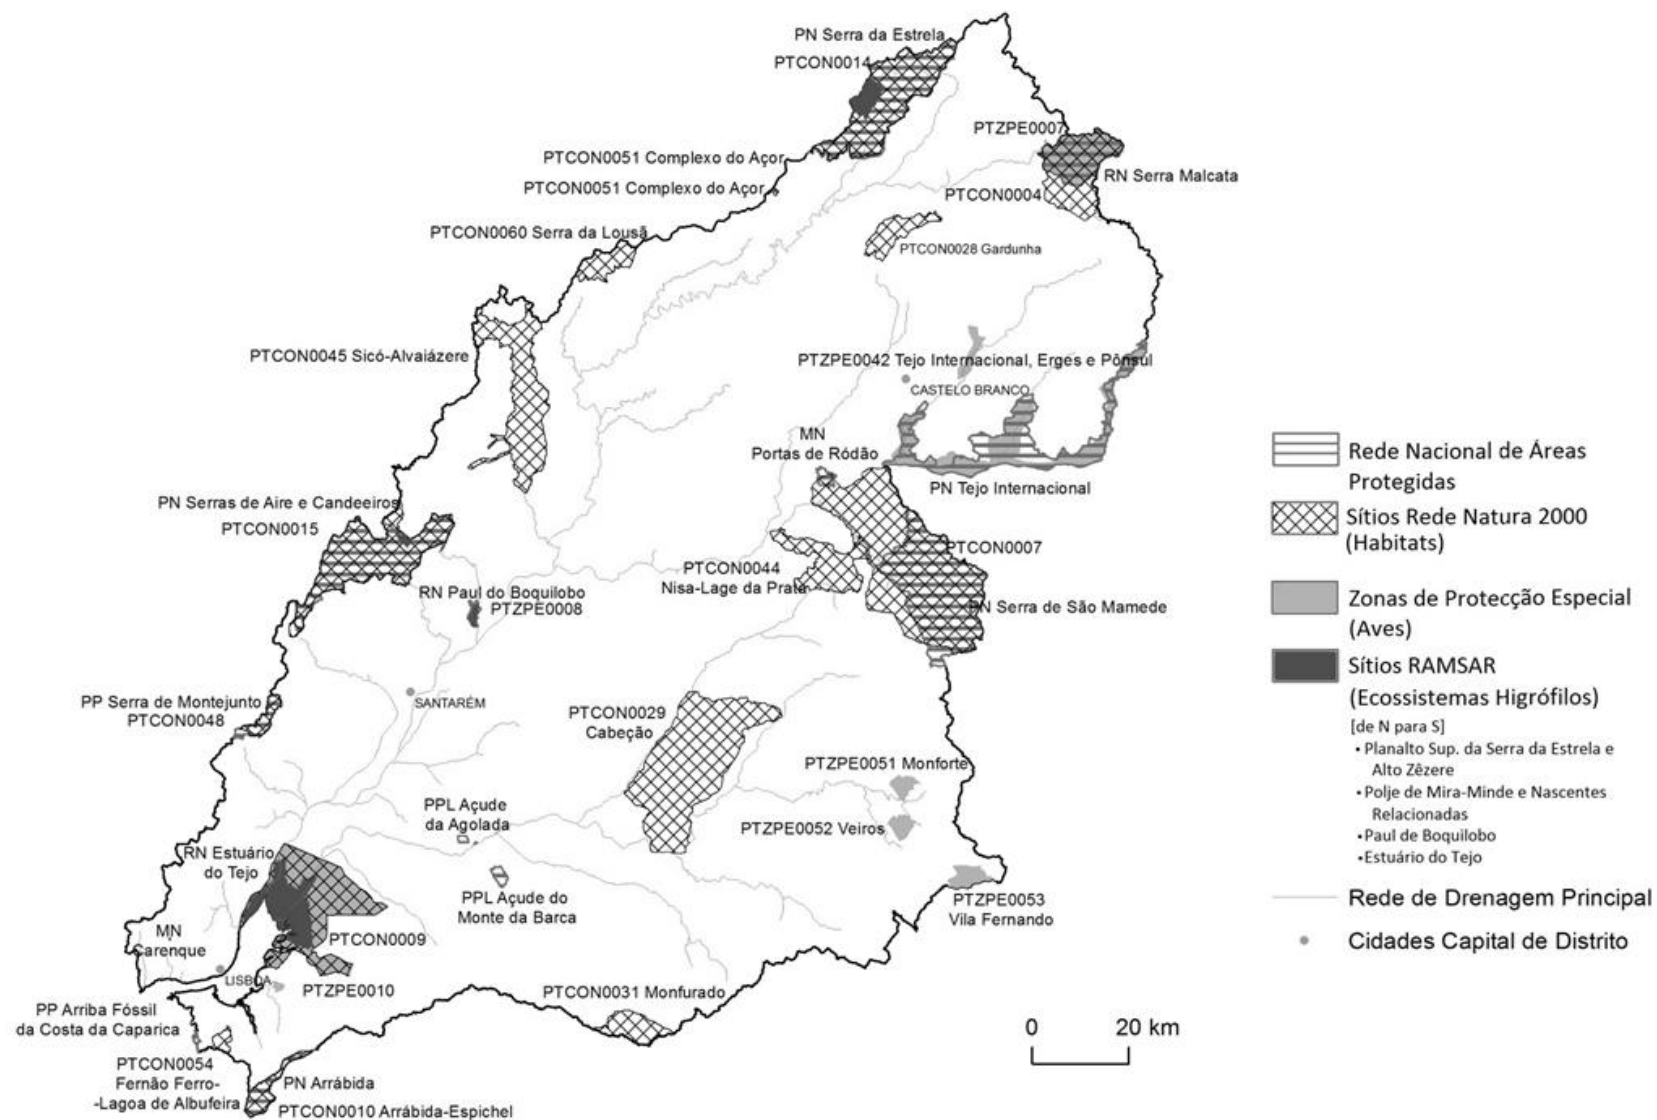 PN Serra da Estrela
PTCON0014
PTZPE0007
PTCON0051 Complexo do Açor
RN Serra Malcata
PTCON0051 Complexo do Açor
PTCON0004
PTCON0060 Serra da Lousã
PTCON0028 Gardunha
PTCON0045 Sicó-Alvaiázere
PTZPE0042 Tejo Internacional, Erges e Pônsul
CASTELO BRANCO
MN
Portas de Ródão
PN Tejo Internacional
PN Serras de Aire e Candeeiros
PTCON0015
PTCON0007
PTCON0044
Nisa-Lage da Prata
RN Paul do Boquilobo
PTZPE0008
PN Serra de São Mamede
PP Serra de Montejunto
PTCON0048
SANTARÉM
PTCON0029
Cabeção
PTZPE0051 Monforte
PPL Açude
da Agolada
PTZPE0052 Veiros
RN Estuário
do Tejo
PPL Açude do
Monte da Barca
PTZPE0053
Vila Fernando
MN
Carenque
PTCON0009
LISBOA
PTZPE0010
PTCON0031 Monfurado
PP Arriba Fóssil
da Costa da Caparica
PTCON0054
Fernão Ferro-
-Lagoa de Albufeira
PN Arrábida
PTCON0010 Arrábida-Espichel
Rede Nacional de Áreas
Protegidas
Sítios Rede Natura 2000
(Habitats)
Zonas de Protecção Especial
(Aves)
Sítios RAMSAR
(Ecossistemas Higrófilos)
[de N para S]
• Planalto Sup. da Serra da Estrela e
Alto Zêzere
• Polje de Mira-Minde e Nascentes
Relacionadas
• Paul de Boquilobo
• Estuário do Tejo
Rede de Drenagem Principal
Cidades Capital de Distrito
0 20 km